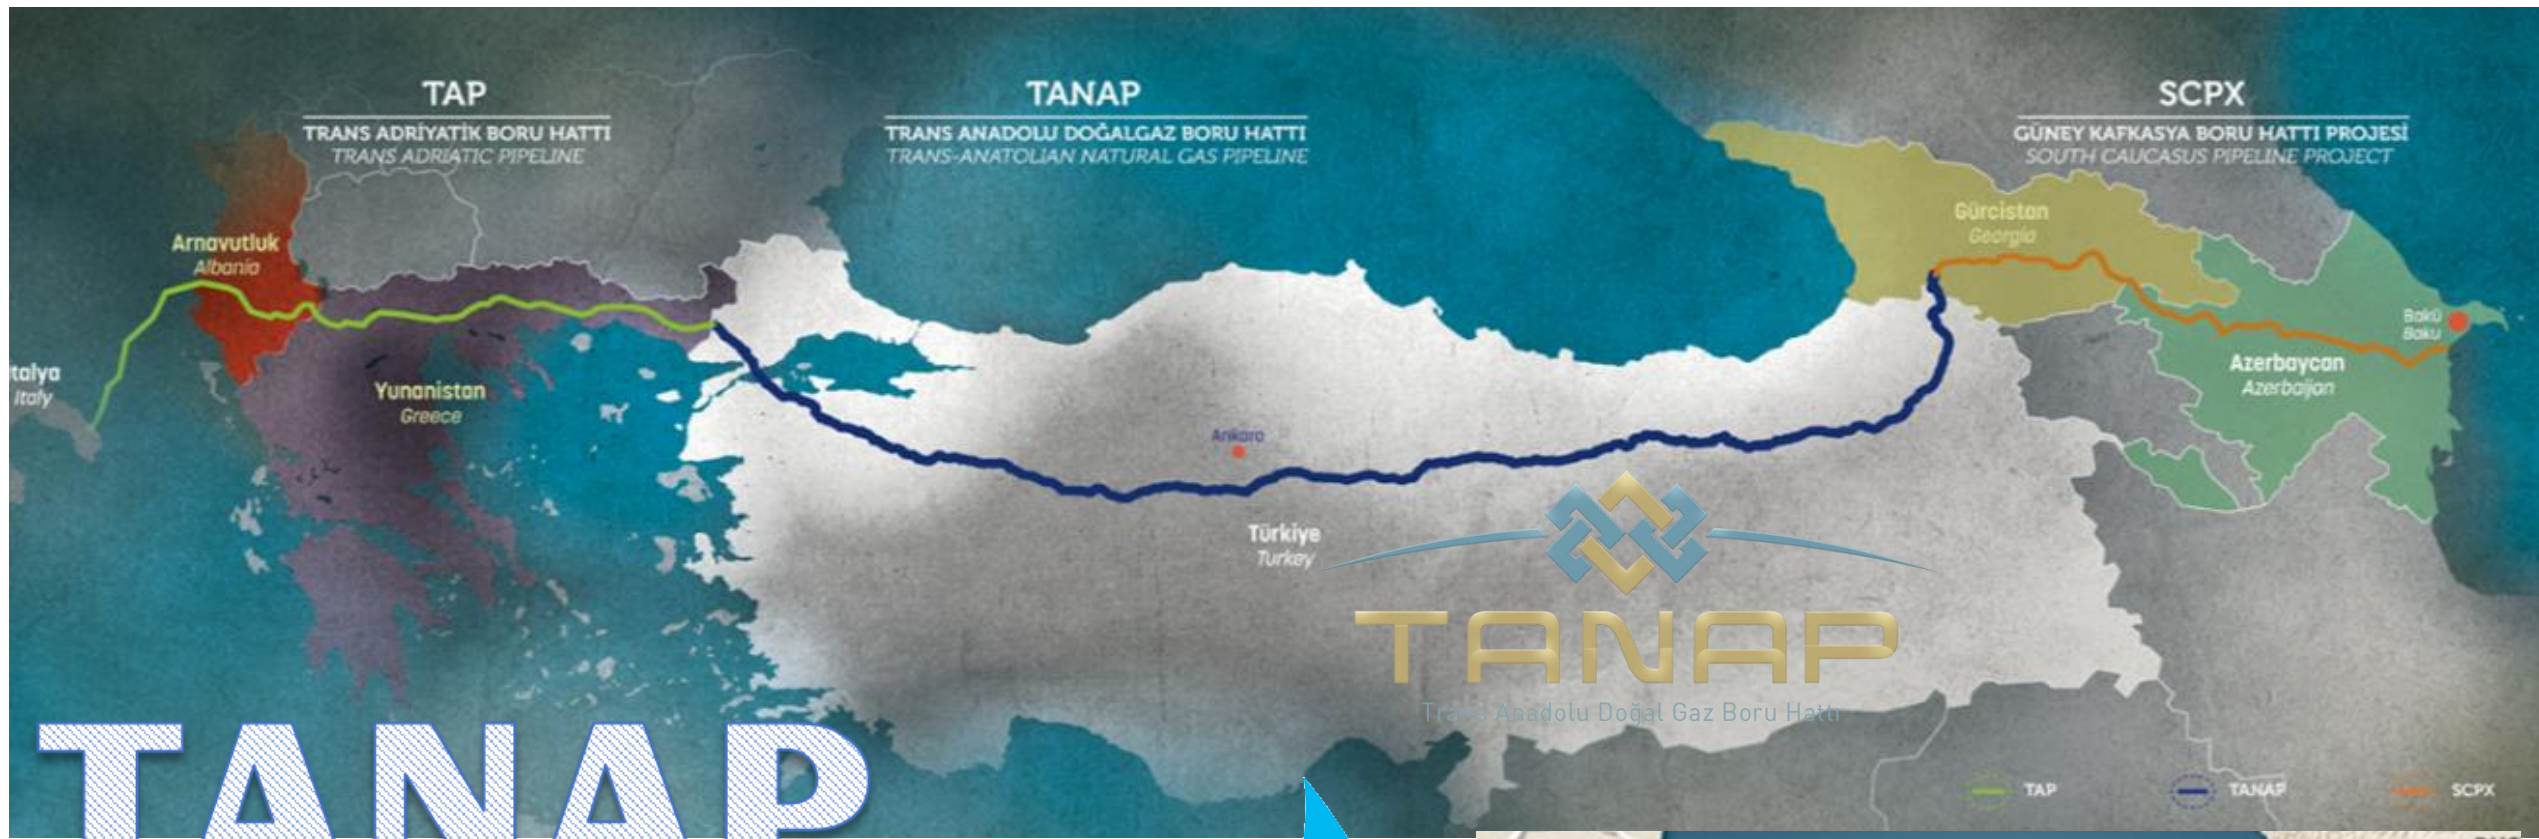 TAP
TRANS ADRİYATİK BORU HATTI
TRANS ADRIATIC PIPELINE
TANAP
TRANS ANADOLU DOĞALGAZ BORU HATTI
TRANS-ANATOLIAN NATURAL GAS PIPELINE
SCPX
GÜNEY KAFKASYA BORU HATTI PROJESİ
SOUTH CAUCASUS PIPELINE PROJECT
Arnavutluk
Albania
Gürcistan
Georgia
Bakü
Baku
italya
Italy
Yunanistan
Greece
Azerbaycan
Azerbaijan
Ankara
Türkiye
Turkey
TANAP
Trans Anadolu Doğal Gaz Boru Hattı
TANAP
TAP
TANAP
SCPX